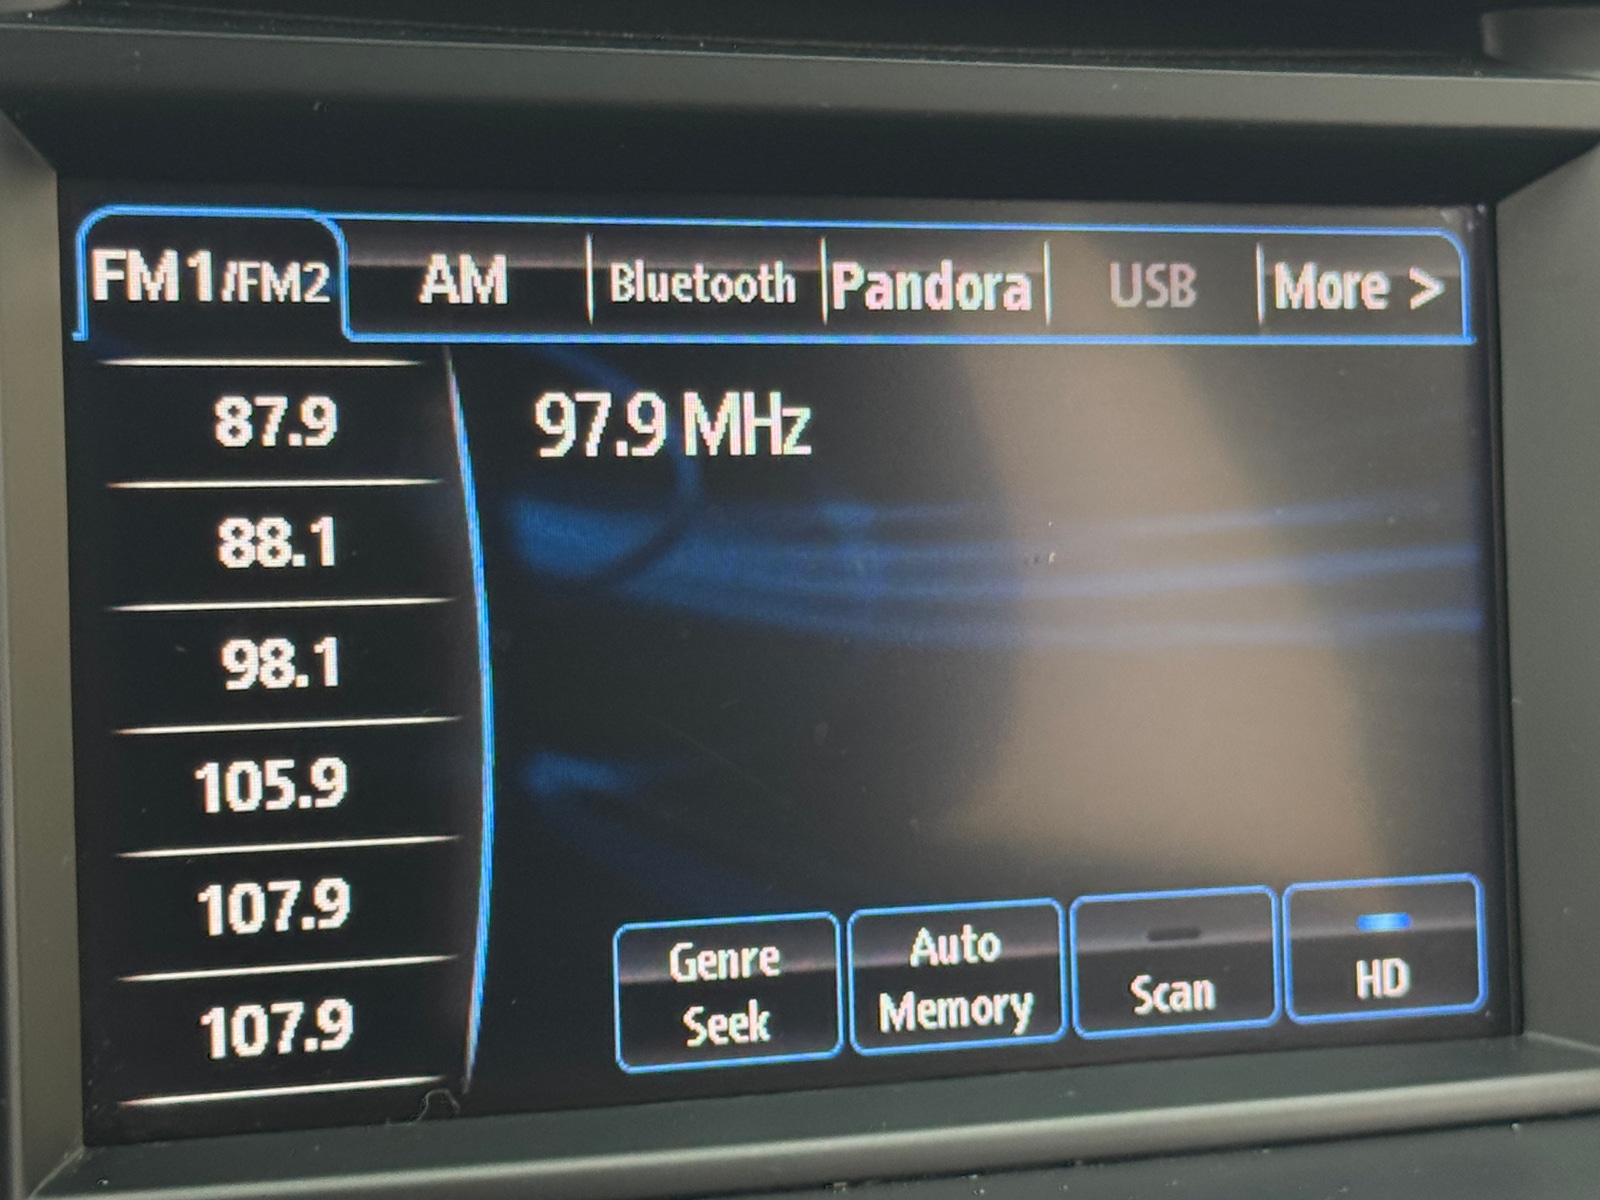 FM1/FM2 AM Bluetooth Pandora USB More >
87.9
88.1
98.1
105.9
107.9
107.9
97.9 MHz
Genre
Seek
Auto
Memory
Scan
HD